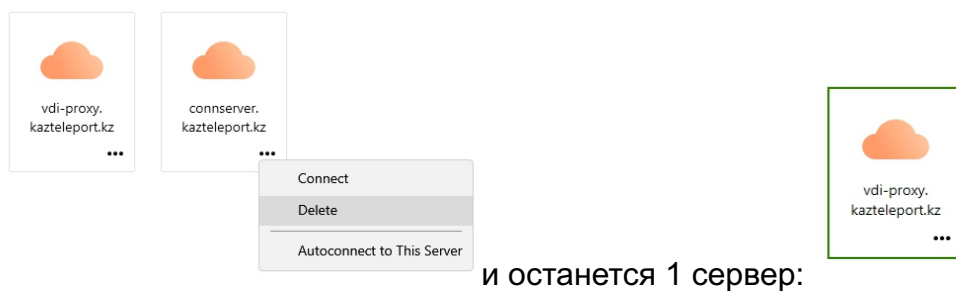 vdi-proxy.
kazteleport.kz
•••
connserver.
kazteleport.kz
•••
Connect
Delete
Autoconnect to This Server
и останется 1 сервер:
vdi-proxy.
kazteleport.kz
•••